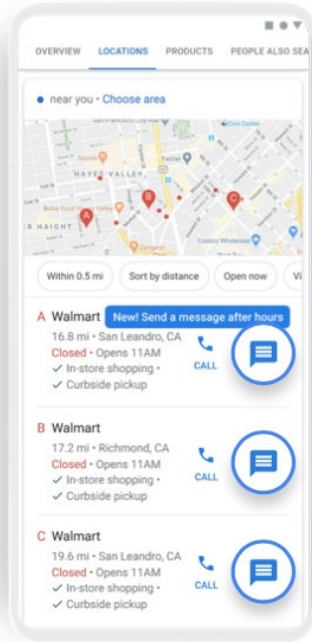 OVERVIEW LOCATIONS PRODUCTS PEOPLE ALSO SEA
near you • Choose area
Twitter
HAYES VALLEY
A B C
Costco Wholesale
Within 0.5 mi Sort by distance Open now Vi
A Walmart New! Send a message after hours
16.8 mi • San Leandro, CA
Closed • Opens 11AM
✓ In-store shopping •
CALL
✓ Curbside pickup
B Walmart
17.2 mi • Richmond, CA
Closed • Opens 11AM
✓ In-store shopping •
CALL
✓ Curbside pickup
C Walmart
19.6 mi • San Leandro, CA
Closed • Opens 11AM
✓ In-store shopping •
CALL
✓ Curbside pickup